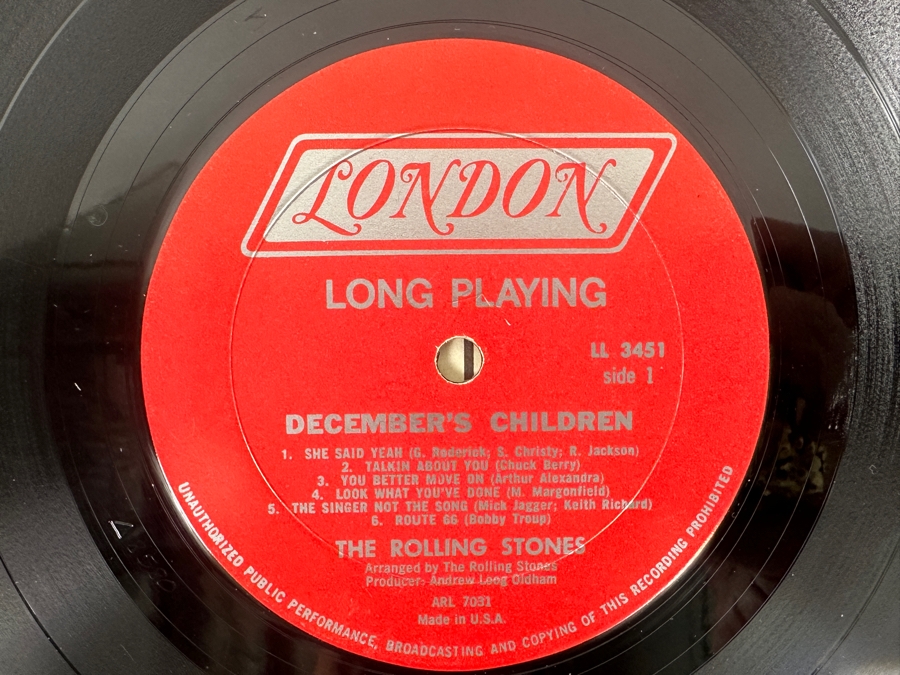 LONDON
LONG PLAYING
LL 3451
side 1
DECEMBER'S CHILDREN
1. SHE SAID YEAH (G. Roderick; S. Christy; R. Jackson)
2. TALKIN ABOUT YOU (Chuck Berry)
3. YOU BETTER MOVE ON (Arthur Alexandra)
4. LOOK WHAT YOU'VE DONE (M. Margonfield)
5. THE SINGER NOT THE SONG (Mick Jagger; Keith Richard)
6. ROUTE 66 (Bobby Troup)
THE ROLLING STONES
Arranged by The Rolling Stones
Producer: Andrew Loog Oldham
ARL 7031
Made in U.S.A.
UNAUTHORIZED PUBLIC PERFORMANCE, BROADCASTING AND COPYING OF THIS RECORDING PROHIBITED